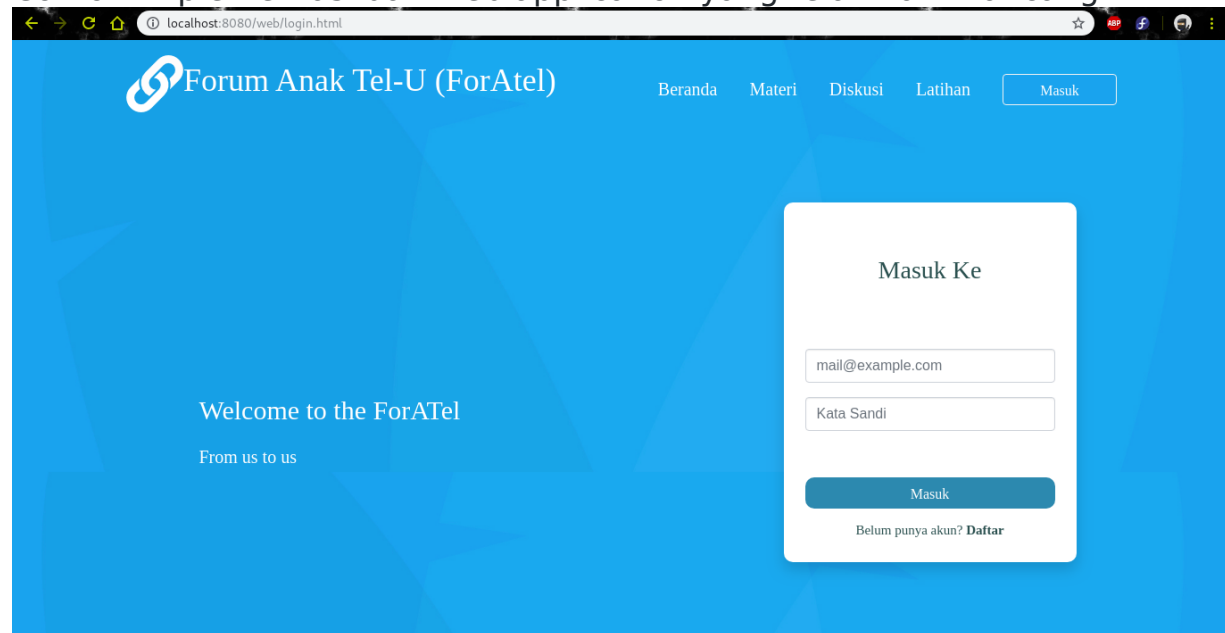 localhost:8080/web/login.html
ABP
Forum Anak Tel-U (ForAtel)
Beranda Materi Diskusi Latihan Masuk
Masuk Ke
mail@example.com
Kata Sandi
Welcome to the ForATel
From us to us
Masuk
Belum punya akun? Daftar